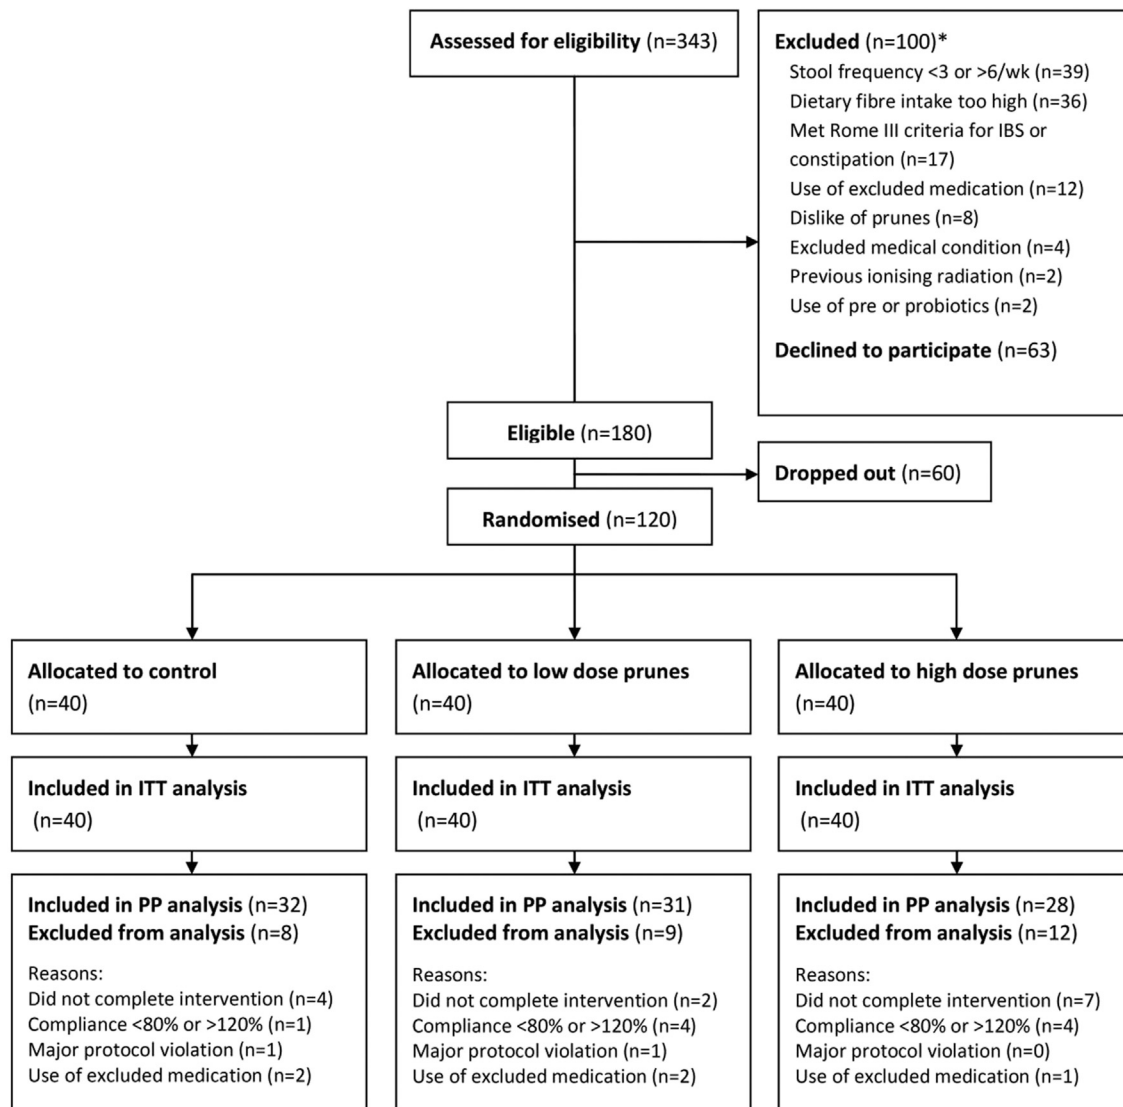 Assessed for eligibility (n=343)
Excluded (n=100)*
Stool frequency <3 or >6/wk (n=39)
Dietary fibre intake too high (n=36)
Met Rome III criteria for IBS or
constipation (n=17)
Use of excluded medication (n=12)
Dislike of prunes (n=8)
Excluded medical condition (n=4)
Previous ionising radiation (n=2)
Use of pre or probiotics (n=2)
Declined to participate (n=63)
Eligible (n=180)
Dropped out (n=60)
Randomised (n=120)
Allocated to control
(n=40)
Included in ITT analysis
(n=40)
Included in PP analysis (n=32)
Excluded from analysis (n=8)
Reasons:
Did not complete intervention (n=4)
Compliance <80% or >120% (n=1)
Major protocol violation (n=1)
Use of excluded medication (n=2)
Allocated to low dose prunes
(n=40)
Included in ITT analysis
(n=40)
Included in PP analysis (n=31)
Excluded from analysis (n=9)
Reasons:
Did not complete intervention (n=2)
Compliance <80% or >120% (n=4)
Major protocol violation (n=1)
Use of excluded medication (n=2)
Allocated to high dose prunes
(n=40)
Included in ITT analysis
(n=40)
Included in PP analysis (n=28)
Excluded from analysis (n=12)
Reasons:
Did not complete intervention (n=7)
Compliance <80% or >120% (n=4)
Major protocol violation (n=0)
Use of excluded medication (n=1)